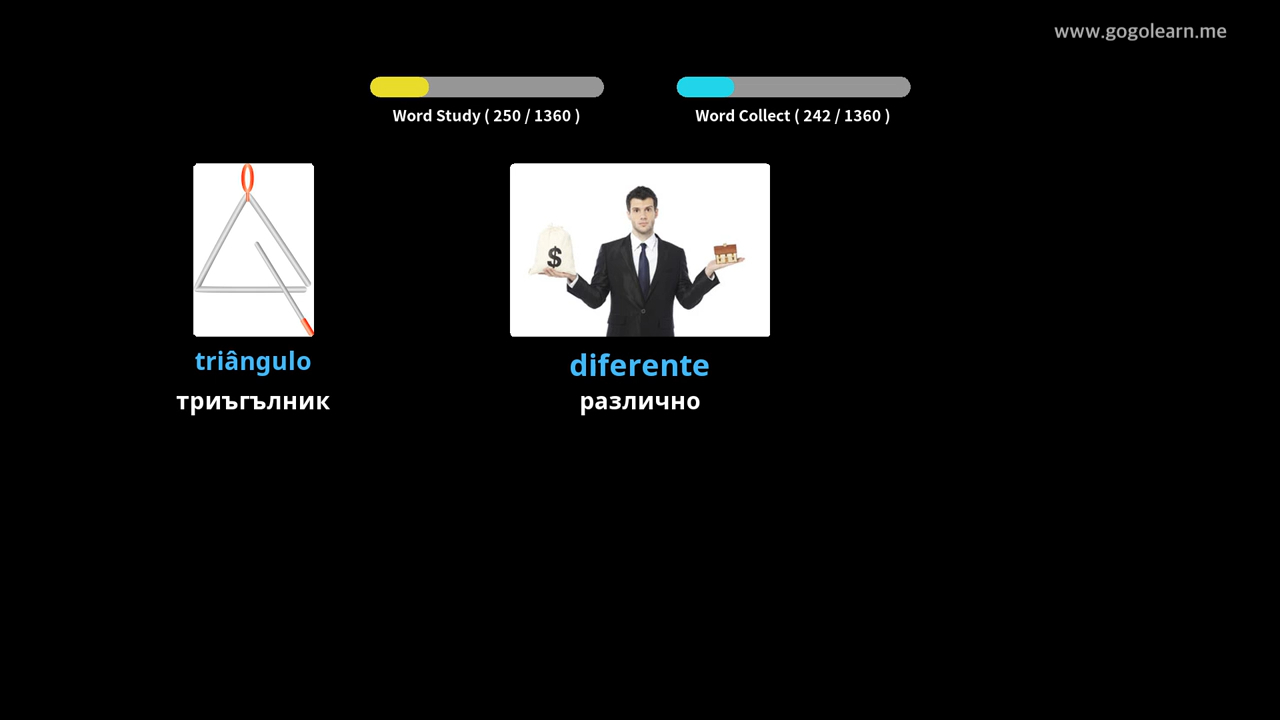 www.gogolearn.me
Word Study ( 250 / 1360 )
Word Collect ( 242 / 1360 )
$
triângulo
триъгълник
diferente
различно